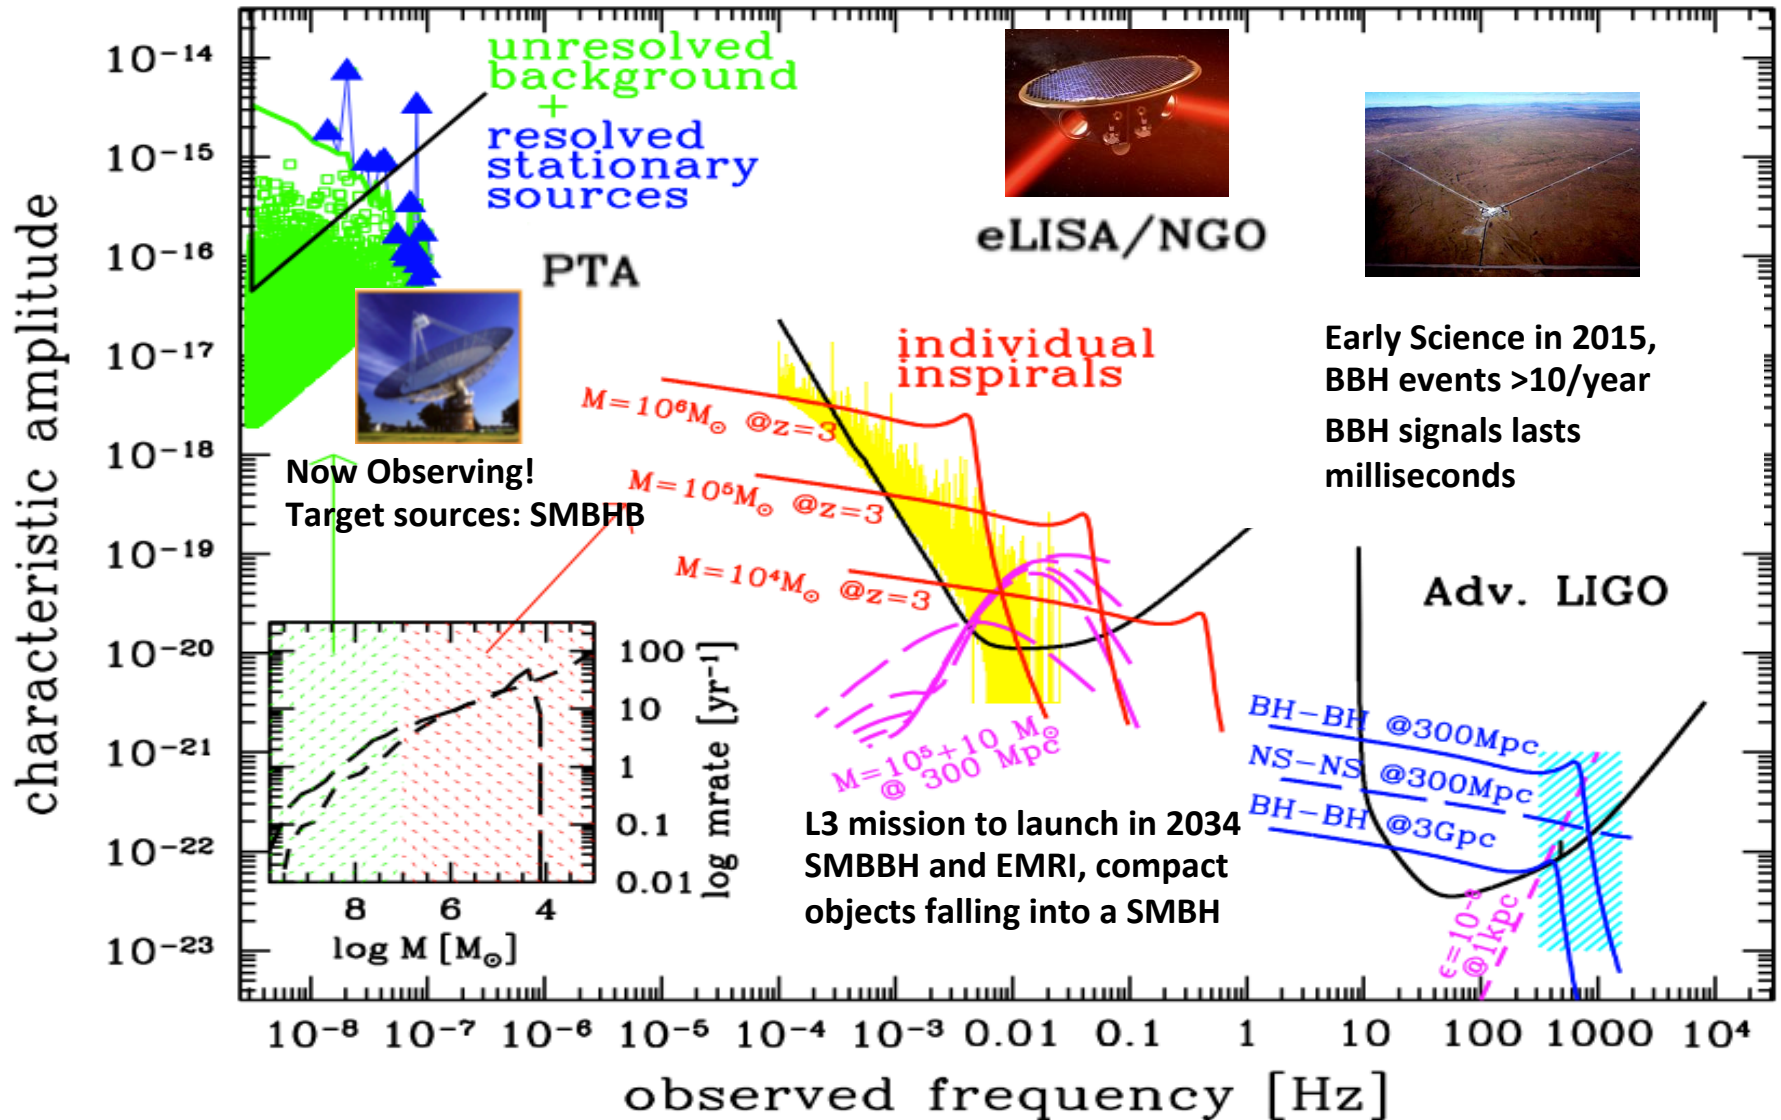 10⁻¹⁴
10⁻¹⁵
10⁻¹⁶
10⁻¹⁷
10⁻¹⁸
10⁻¹⁹
10⁻²⁰
10⁻²¹
10⁻²²
10⁻²³
characteristic amplitude
unresolved
background
+
resolved
stationary
sources
PTA
Now Observing!
Target sources: SMBHB
eLISA/NGO
individual
inspirals
M=10⁶M⊙ @z=3
M=10⁵M⊙ @z=3
M=10⁴M⊙ @z=3
M=10⁵+10 M⊙
@ 300 Mpc
L3 mission to launch in 2034
SMBBH and EMRI, compact
objects falling into a SMBH
Early Science in 2015,
BBH events >10/year
BBH signals lasts
milliseconds
Adv. LIGO
BH-BH @300Mpc
NS-NS @300Mpc
BH-BH @3Gpc
ϵ=10⁻⁸
@1kpc
100
10
1
0.1
0.01
log mrate [yr⁻¹]
8 6 4
log M [M⊙]
10⁻⁸ 10⁻⁷ 10⁻⁶ 10⁻⁵ 10⁻⁴ 10⁻³ 0.01 0.1 1 10 100 1000 10⁴
observed frequency [Hz]